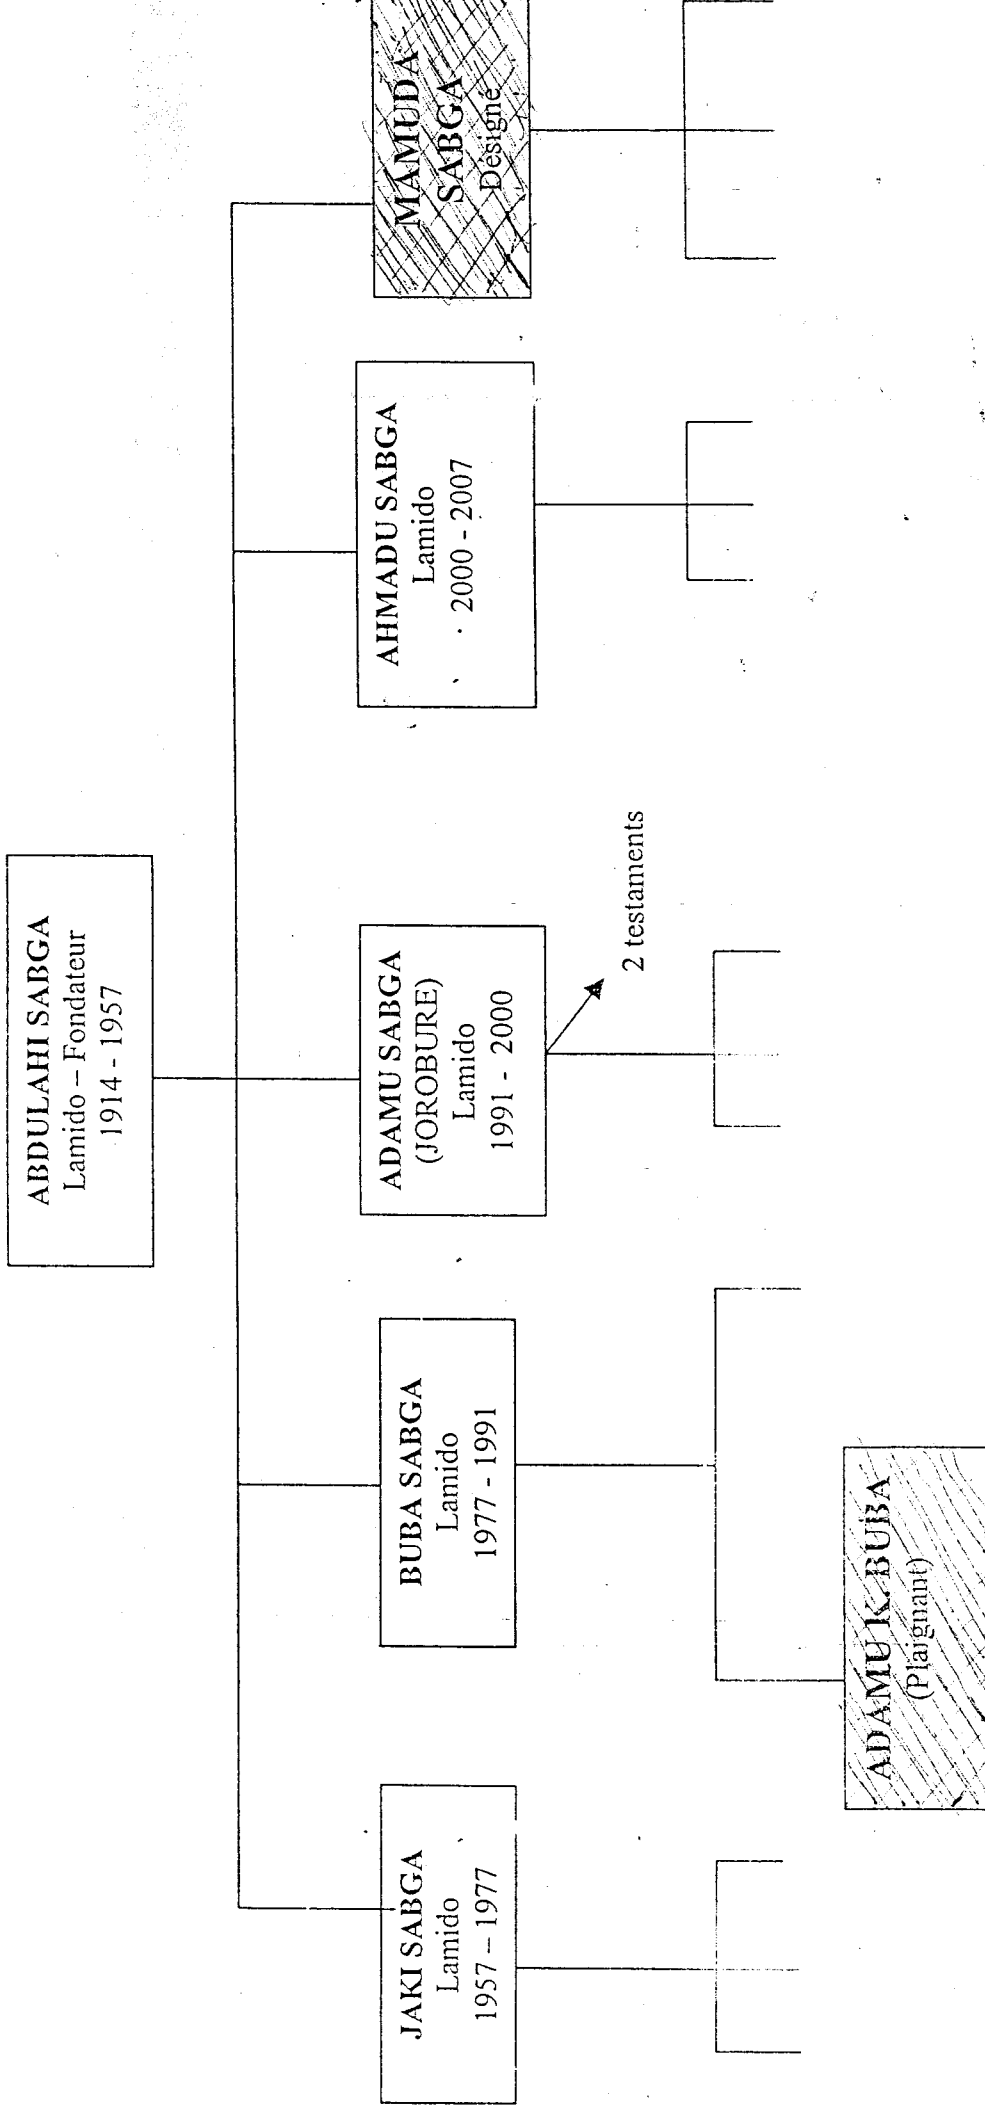 ABDULAHI SABGA
Lamido – Fondateur
1914 - 1957
JAKI SABGA
Lamido
1957 – 1977
BUBA SABGA
Lamido
1977 - 1991
ADAMU SABGA
(JOROBURE)
Lamido
1991 - 2000
AHMADU SABGA
Lamido
2000 - 2007
MAMUDA
SABGA
Désigné
2 testaments
ADAMU K. BUBA
(Plaignant)